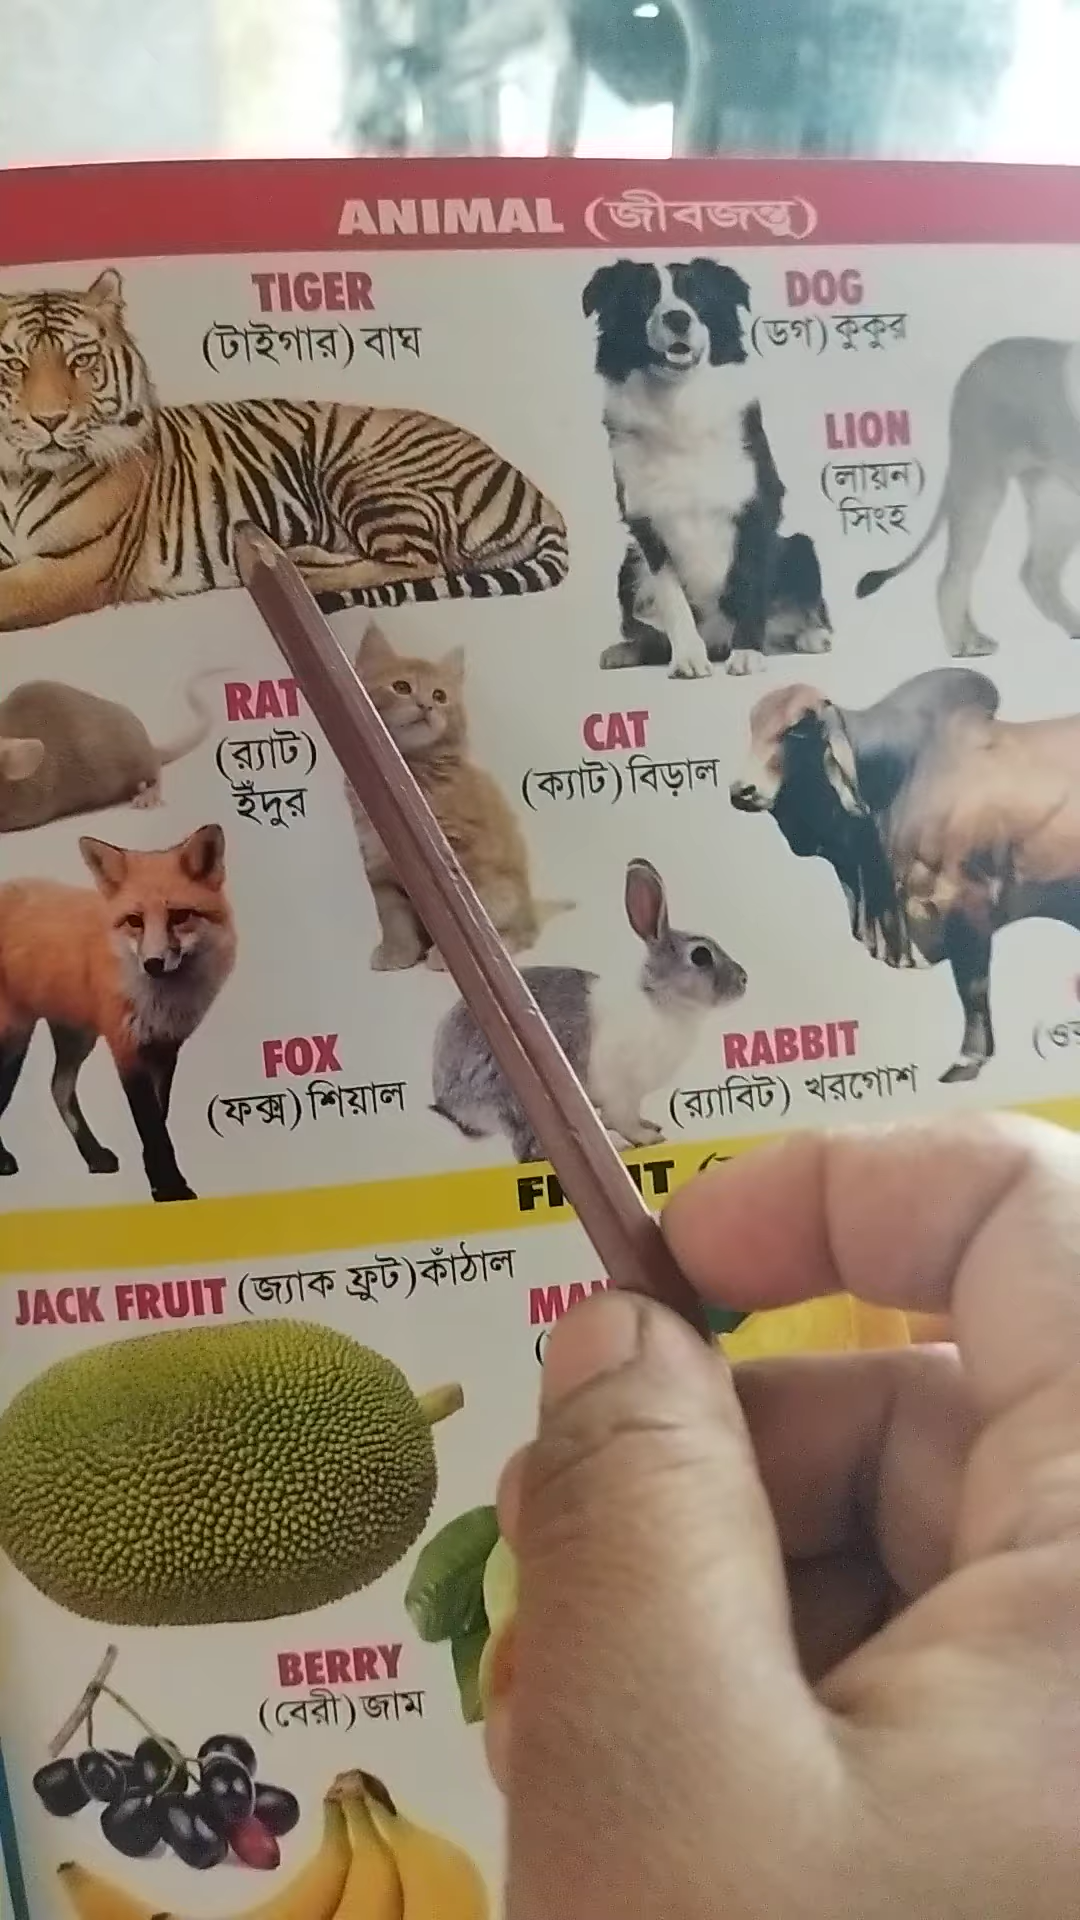 ANIMAL (জীবজন্তু)
TIGER
(টাইগার) বাঘ
DOG
(ডগ) কুকুর
LION
(লায়ন)
সিংহ
RAT
(র‍্যাট)
ইঁদুর
CAT
(ক্যাট) বিড়াল
FOX
(ফক্স) শিয়াল
RABBIT
(র‍্যাবিট) খরগোশ
JACK FRUIT (জ্যাক ফ্রুট) কাঁঠাল
BERRY
(বেরী) জাম